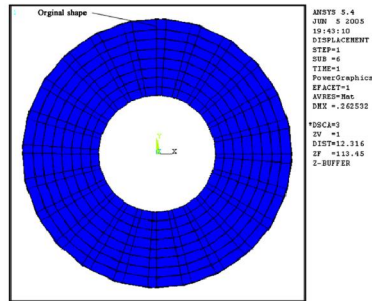 1
Orginal shape
Y
X
ANSYS 5.4
JUN 5 2005
19:43:10
DISPLACEMENT
STEP=1
SUB =6
TIME=1
PowerGraphics
EFACET=1
AVRES=Mat
DMX =.262532
*DSCA=3
ZV =1
DIST=12.316
ZF =113.45
Z-BUFFER